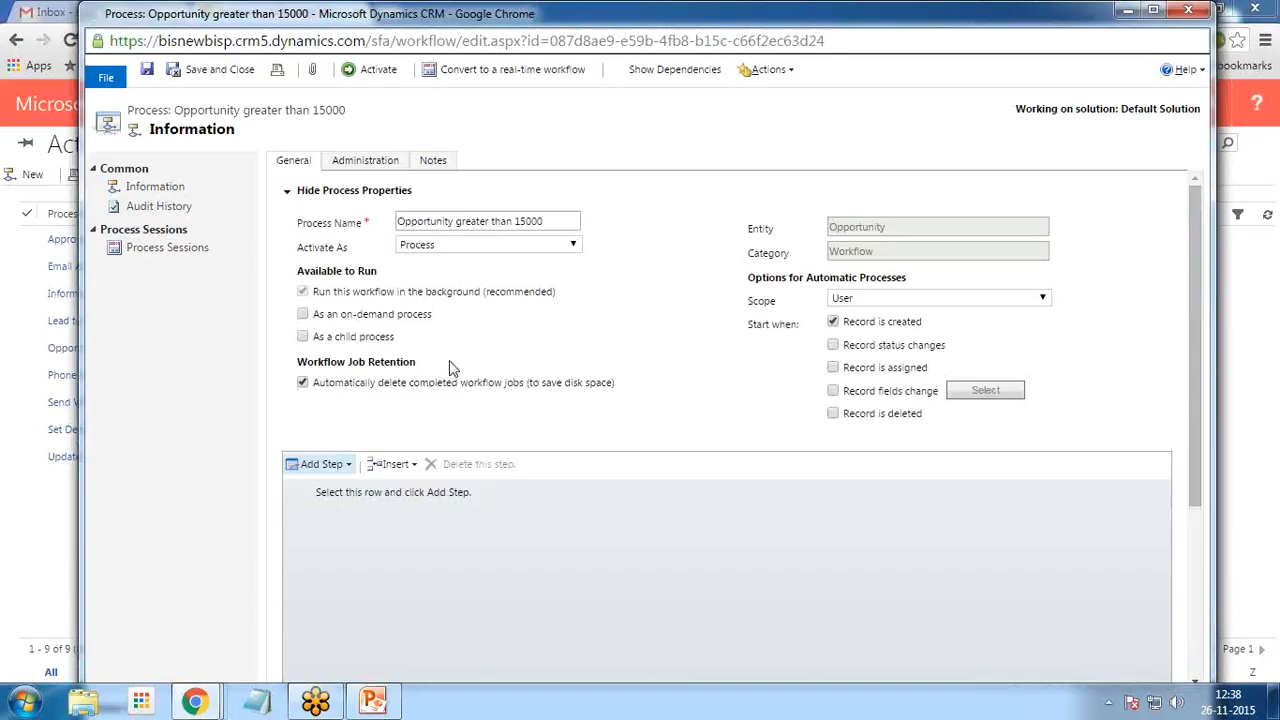 Inbox -
Process: Opportunity greater than 15000 - Microsoft Dynamics CRM - Google Chrome
https://bisnewbisp.crm5.dynamics.com/sfa/workflow/edit.aspx?id=087d8ae9-e59b-4fb8-b15c-c66f2ec63d24
Apps
bookmarks
File
Save and Close
Activate
Convert to a real-time workflow
Show Dependencies
Actions
Help
Microso
?
Process: Opportunity greater than 15000
Information
Working on solution: Default Solution
Act
New
Common
Information
Audit History
Process Sessions
Process Sessions
General
Administration
Notes
Hide Process Properties
Process Name *
Opportunity greater than 15000
Activate As
Process
Entity
Opportunity
Category
Workflow
Available to Run
Run this workflow in the background (recommended)
As an on-demand process
As a child process
Options for Automatic Processes
Scope
User
Start when:
Record is created
Record status changes
Record is assigned
Record fields change
Select
Record is deleted
Workflow Job Retention
Automatically delete completed workflow jobs (to save disk space)
Proces
Appro
Email
Inform
Lead to
Oppor
Phone
Send V
Set De
Update
Add Step
Insert
Delete this step.
Select this row and click Add Step.
1 - 9 of 9
Page 1
All
Z
12:38
26-11-2015